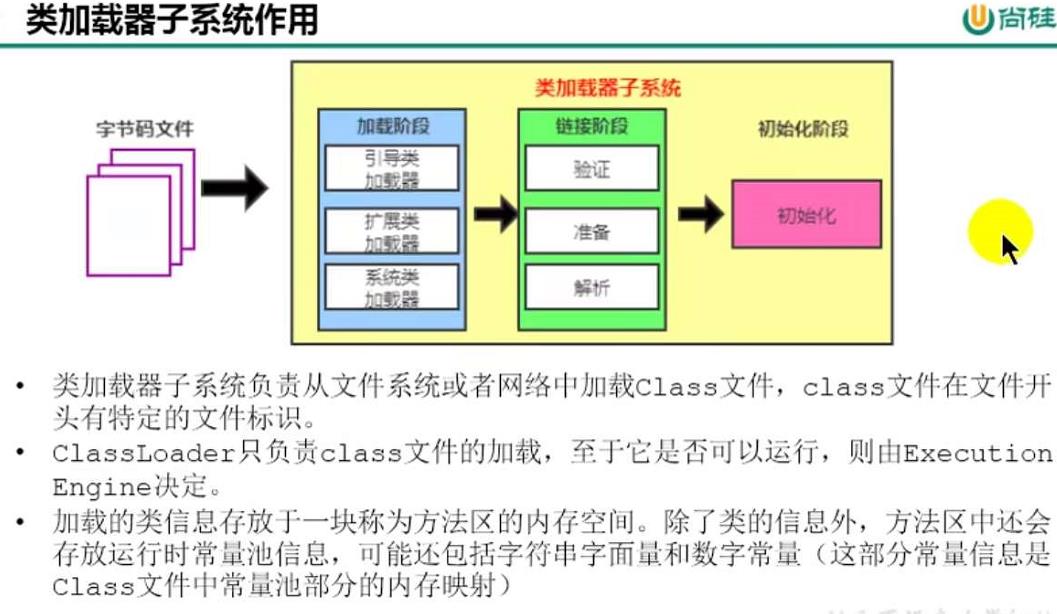 类加载器子系统作用
尚硅
类加载器子系统
字节码文件
加载阶段
引导类
加载器
扩展类
加载器
系统类
加载器
链接阶段
验证
准备
解析
初始化阶段
初始化
• 类加载器子系统负责从文件系统或者网络中加载Class文件，class文件在文件开
头有特定的文件标识。
• ClassLoader只负责class文件的加载，至于它是否可以运行，则由Execution
Engine决定。
• 加载的类信息存放于一块称为方法区的内存空间。除了类的信息外，方法区中还会
存放运行时常量池信息，可能还包括字符串字面量和数字常量（这部分常量信息是
Class文件中常量池部分的内存映射）